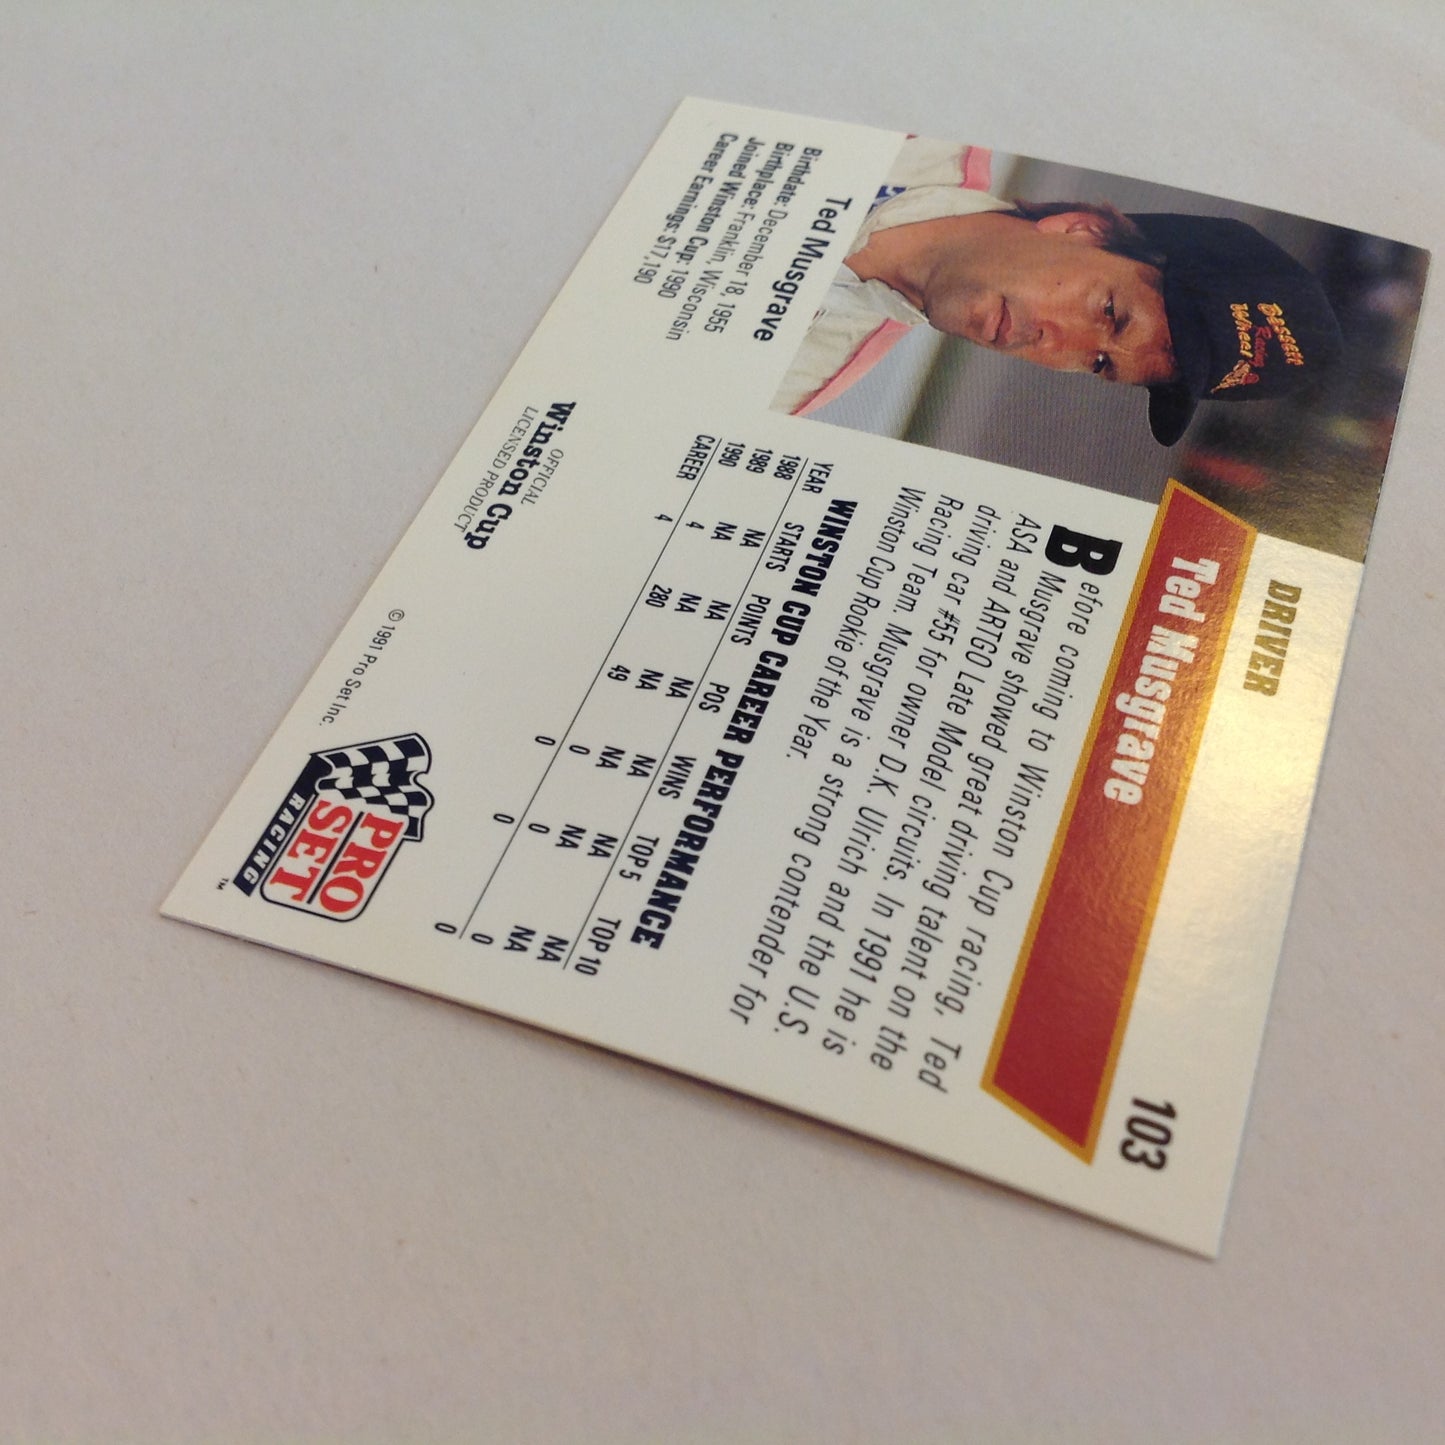 DRIVER
103
Ted Musgrave
Before coming to Winston Cup racing, Ted
Musgrave showed great driving talent on the
ASA and ARTGO Late Model circuits. In 1991 he is
driving car #55 for owner D.K. Ulrich and the U.S.
Racing Team. Musgrave is a strong contender for
Winston Cup Rookie of the Year.
Bassett
Racing
Wheel
Ted Musgrave
Birthdate: December 18, 1955
Birthplace: Franklin, Wisconsin
Joined Winston Cup: 1990
Career Earnings: $17,190
WINSTON CUP CAREER PERFORMANCE
YEAR STARTS POINTS POS WINS TOP 5 TOP 10
1988 NA NA NA NA NA NA
1989 NA NA NA NA NA NA
1990 4 280 49 0 0 0
CAREER 4 0 0 0
OFFICIAL
Winston Cup
LICENSED PRODUCT
© 1991 Pro Set Inc.
PRO
SET
RACING
TM